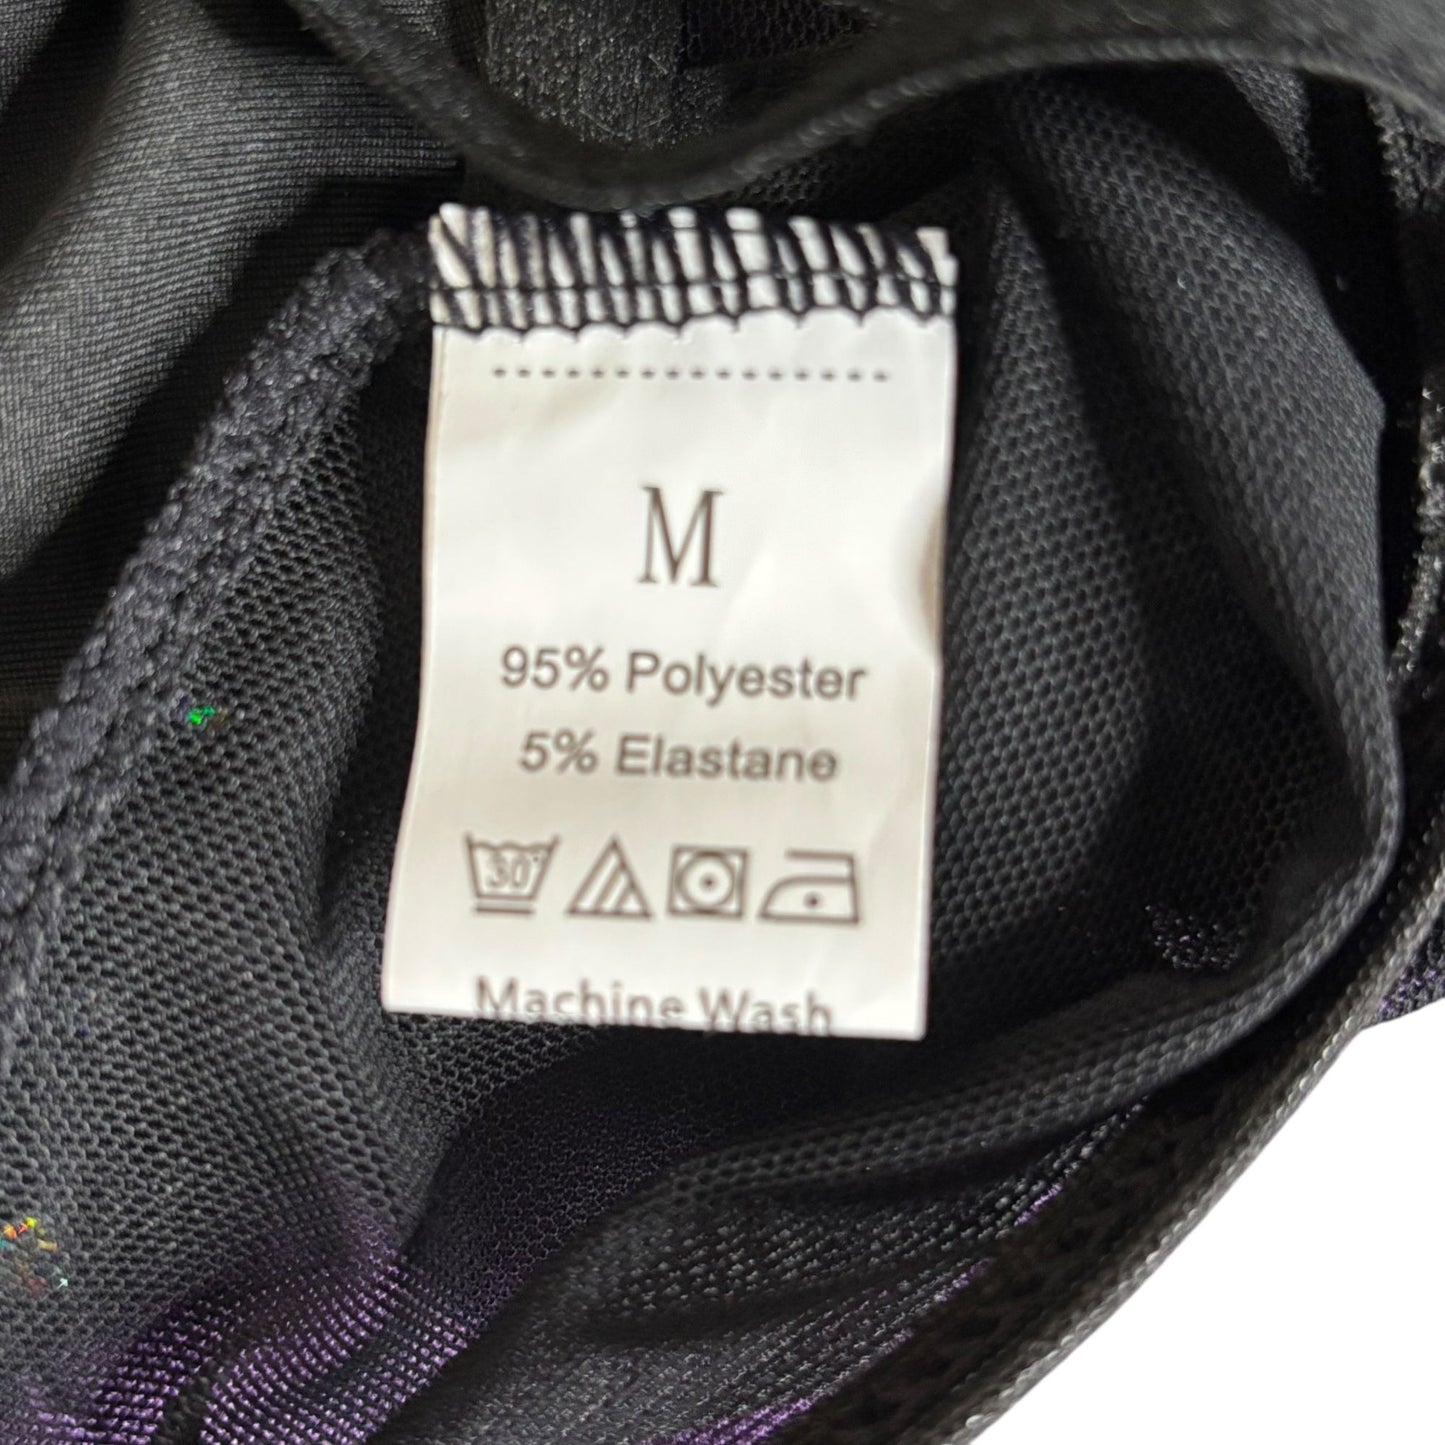 M
95% Polyester
5% Elastane
30°
Machine Wash